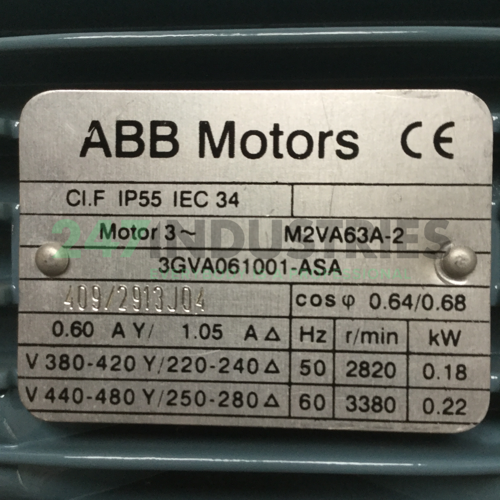 ABB Motors CE
Cl.F IP55 IEC 34
Motor 3~ M2VA63A-2
3GVA061001-ASA
409/2913J04 cos φ 0.64/0.68
0.60 A Y/ 1.05 A Δ Hz r/min kW
V 380-420 Y/220-240 Δ 50 2820 0.18
V 440-480 Y/250-280 Δ 60 3380 0.22
247 INDUSTRIES